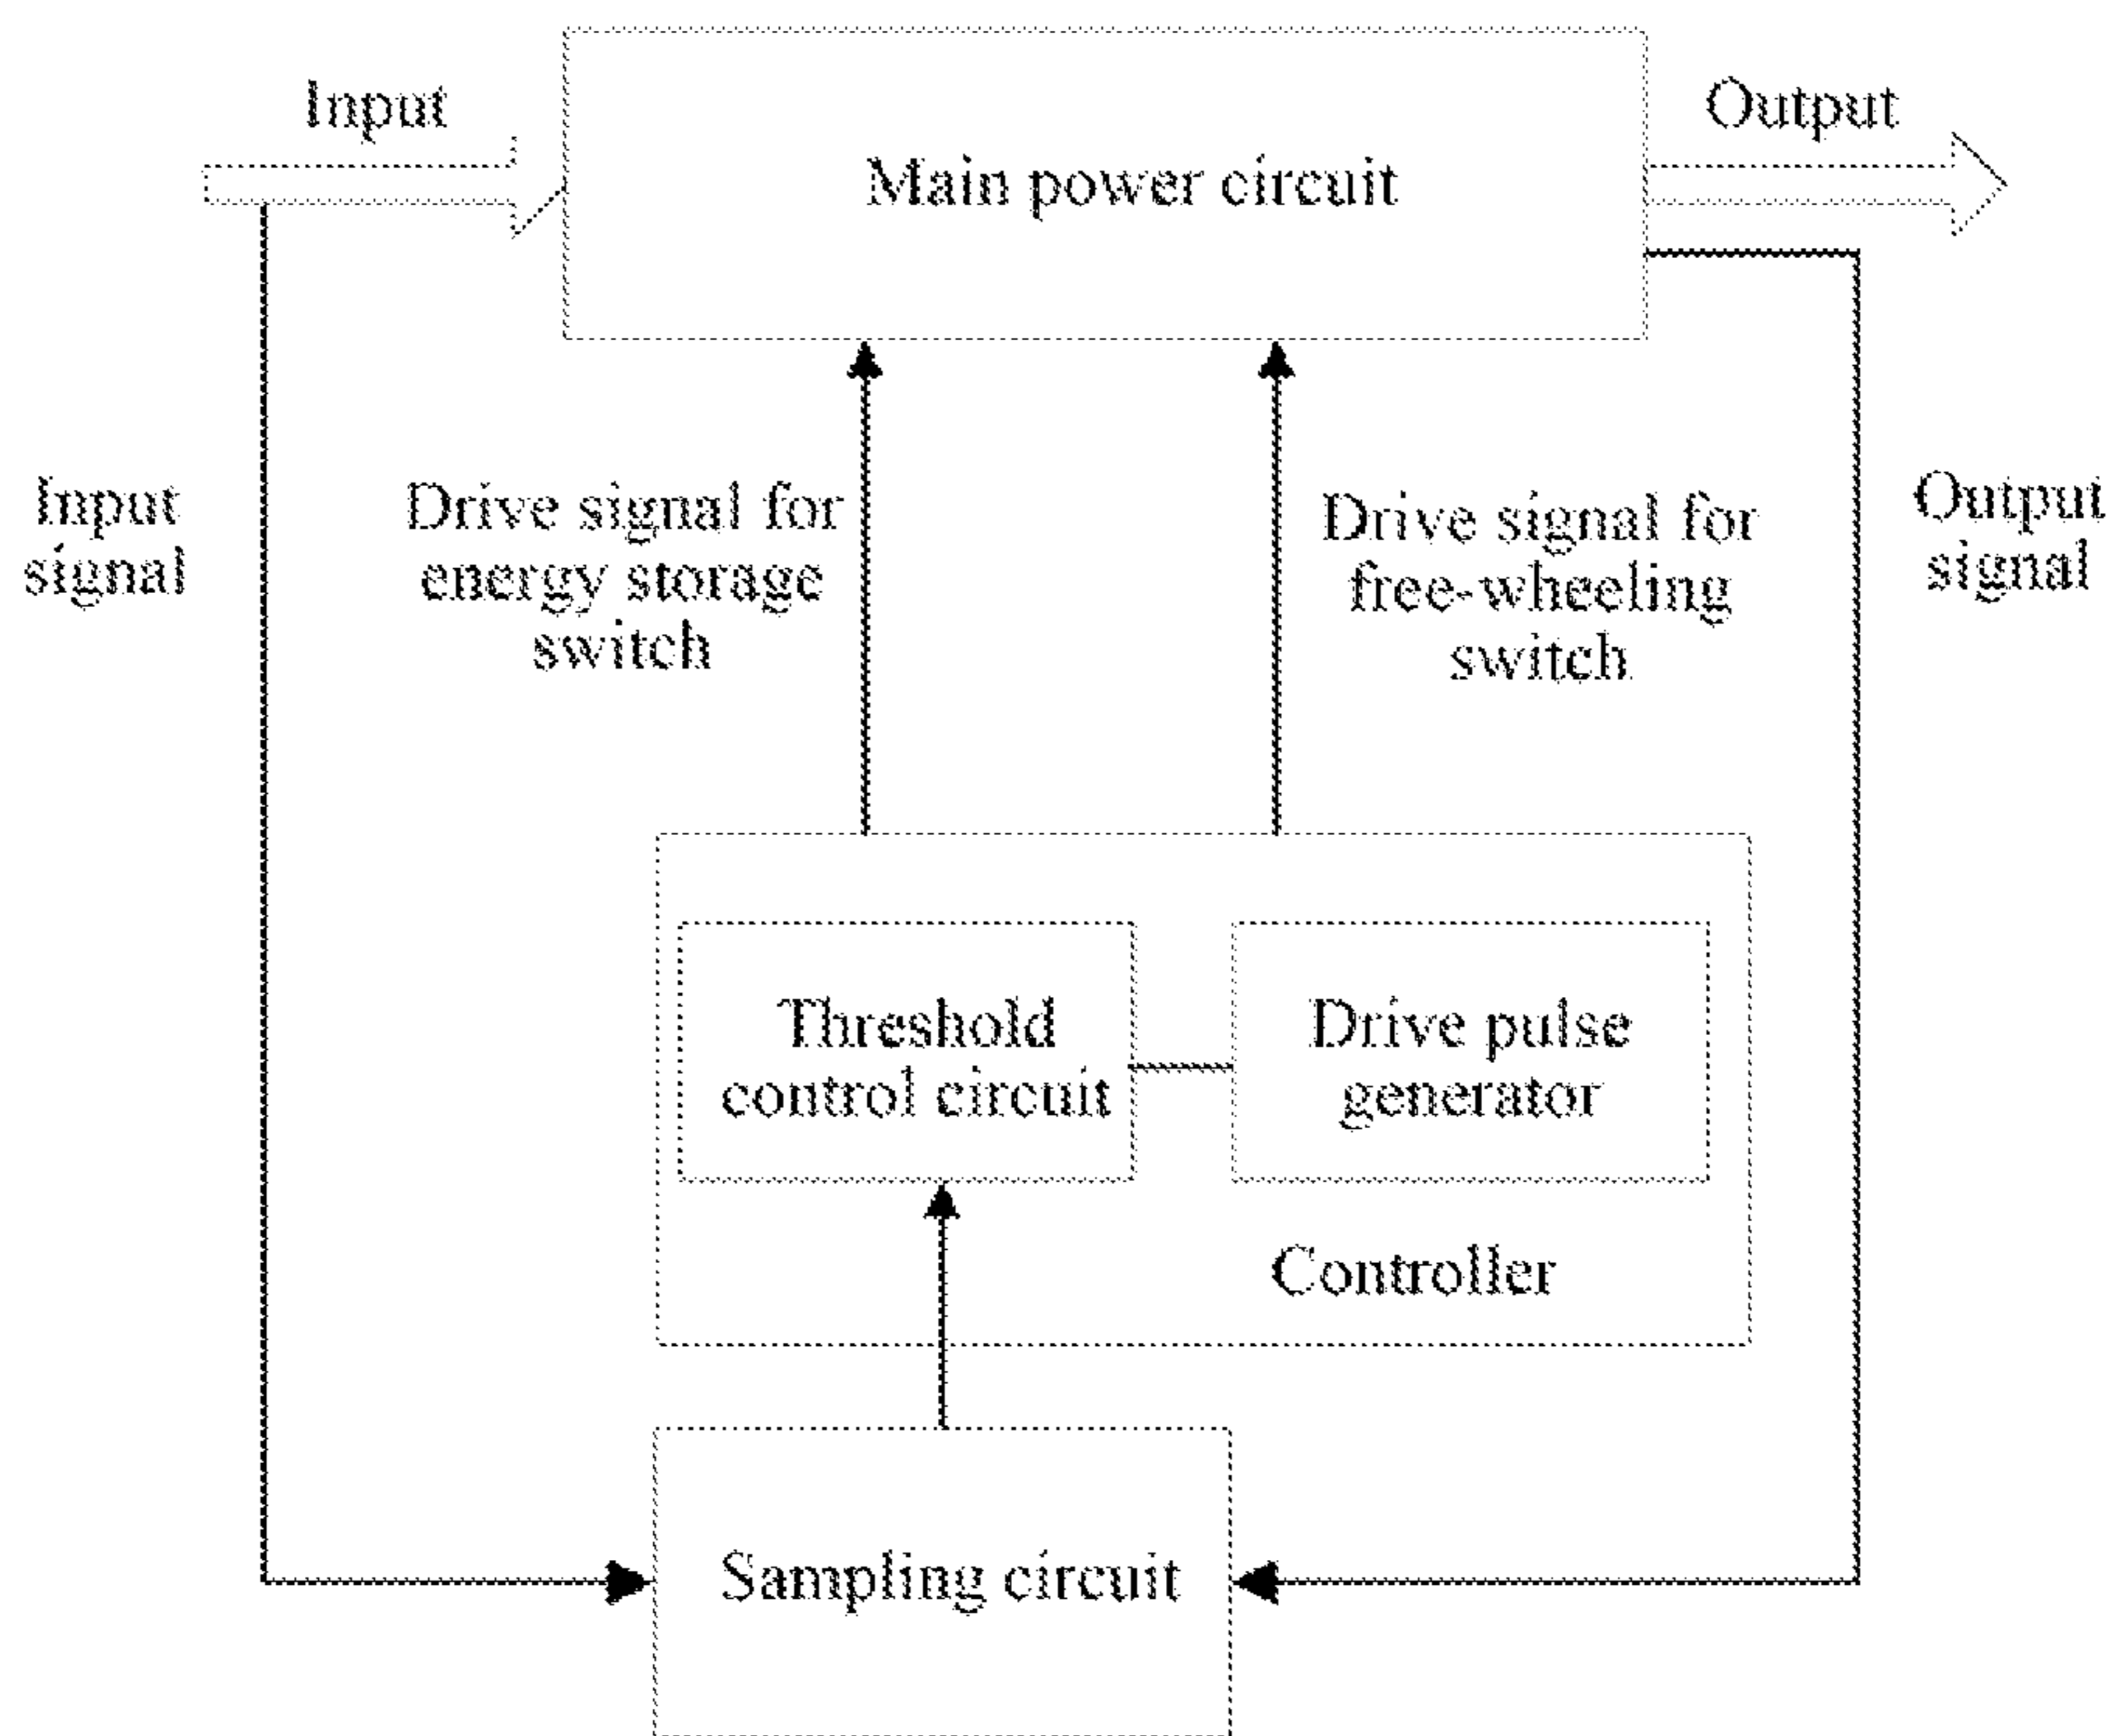 Input
Output
Main power circuit
Input
signal
Drive signal for
energy storage
switch
Drive signal for
free-wheeling
switch
Output
signal
Threshold
control circuit
Drive pulse
generator
Controller
Sampling circuit